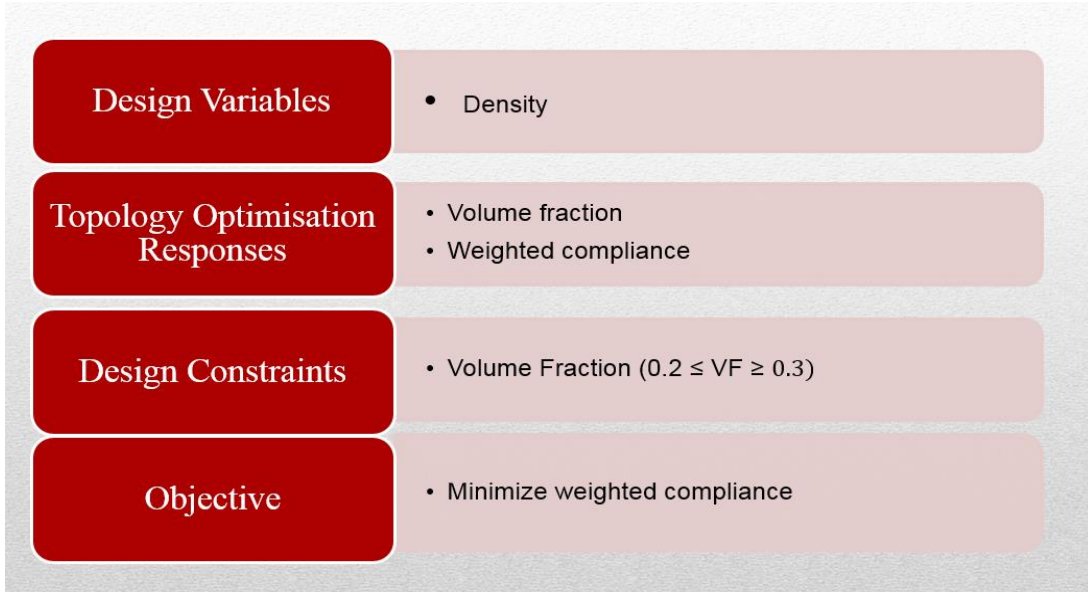 Design Variables
• Density
Topology Optimisation
Responses
• Volume fraction
• Weighted compliance
Design Constraints
• Volume Fraction (0.2 ≤ VF ≥ 0.3)
Objective
• Minimize weighted compliance